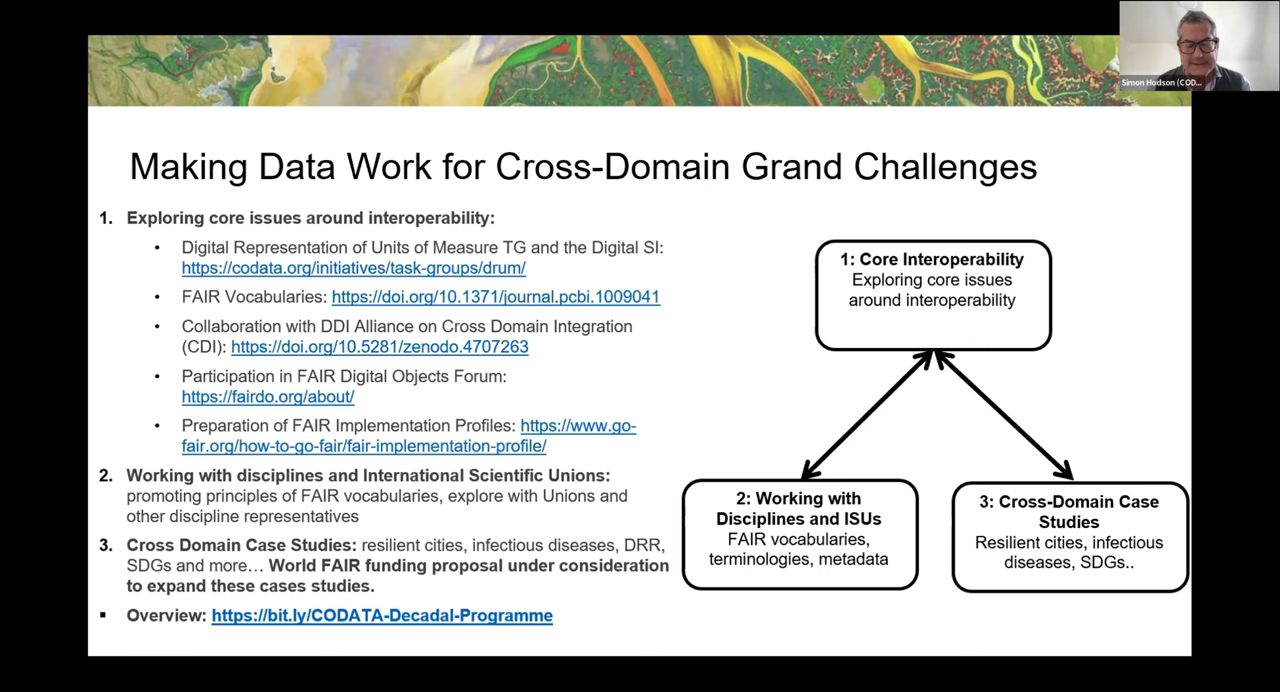 Simon Hodson (COD...
Making Data Work for Cross-Domain Grand Challenges
1. Exploring core issues around interoperability:
• Digital Representation of Units of Measure TG and the Digital SI:
https://codata.org/initiatives/task-groups/drum/
• FAIR Vocabularies: https://doi.org/10.1371/journal.pcbi.1009041
• Collaboration with DDI Alliance on Cross Domain Integration
(CDI): https://doi.org/10.5281/zenodo.4707263
• Participation in FAIR Digital Objects Forum:
https://fairdo.org/about/
• Preparation of FAIR Implementation Profiles: https://www.go-
fair.org/how-to-go-fair/fair-implementation-profile/
2. Working with disciplines and International Scientific Unions:
promoting principles of FAIR vocabularies, explore with Unions and
other discipline representatives
3. Cross Domain Case Studies: resilient cities, infectious diseases, DRR,
SDGs and more… World FAIR funding proposal under consideration
to expand these cases studies.
▪ Overview: https://bit.ly/CODATA-Decadal-Programme
1: Core Interoperability
Exploring core issues
around interoperability
2: Working with
Disciplines and ISUs
FAIR vocabularies,
terminologies, metadata
3: Cross-Domain Case
Studies
Resilient cities, infectious
diseases, SDGs..